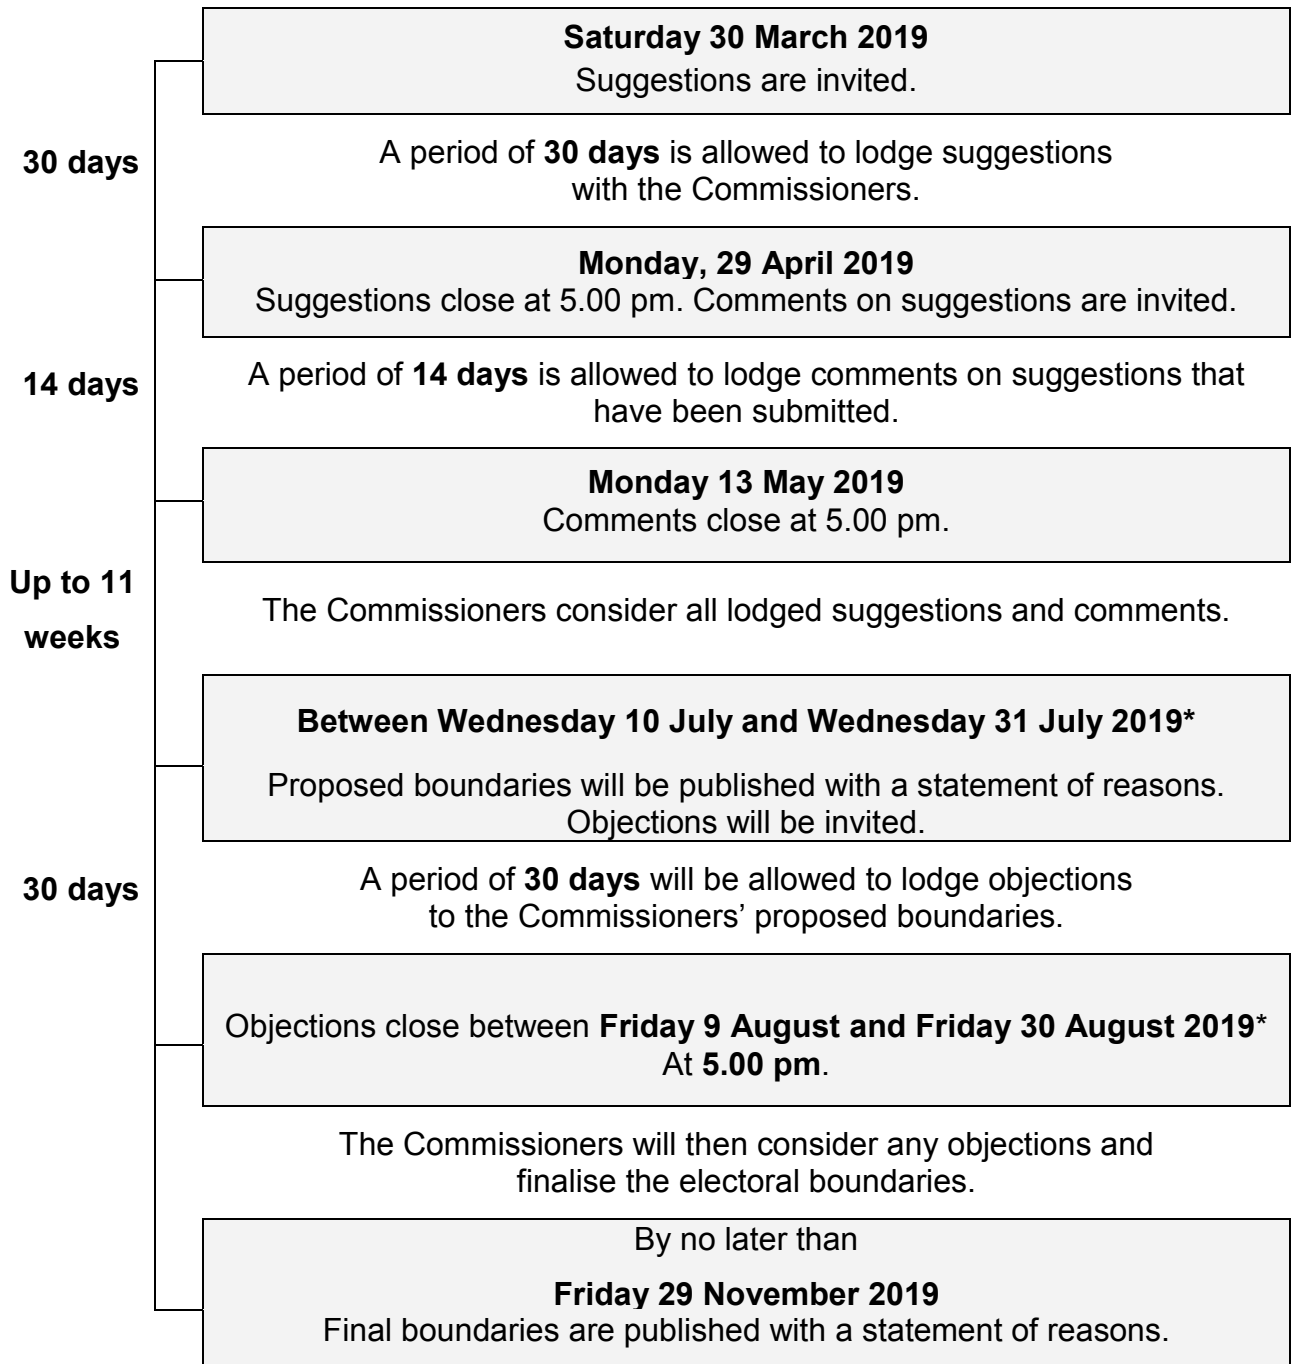 Saturday 30 March 2019
Suggestions are invited.
30 days
A period of 30 days is allowed to lodge suggestions
with the Commissioners.
Monday, 29 April 2019
Suggestions close at 5.00 pm. Comments on suggestions are invited.
14 days
A period of 14 days is allowed to lodge comments on suggestions that
have been submitted.
Monday 13 May 2019
Comments close at 5.00 pm.
Up to 11
weeks
The Commissioners consider all lodged suggestions and comments.
Between Wednesday 10 July and Wednesday 31 July 2019*
Proposed boundaries will be published with a statement of reasons.
Objections will be invited.
30 days
A period of 30 days will be allowed to lodge objections
to the Commissioners’ proposed boundaries.
Objections close between Friday 9 August and Friday 30 August 2019*
At 5.00 pm.
The Commissioners will then consider any objections and
finalise the electoral boundaries.
By no later than
Friday 29 November 2019
Final boundaries are published with a statement of reasons.